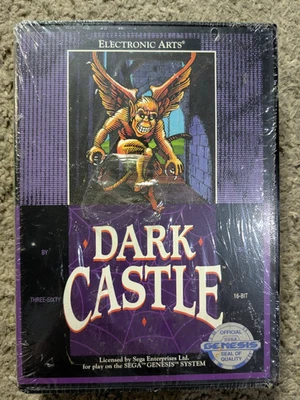 ELECTRONIC ARTS®
DARK
CASTLE
BY
THREE-SIXTY
16-BIT
Licensed by Sega Enterprises Ltd.
for play on the SEGA™ GENESIS™ SYSTEM
OFFICIAL
SEGA
GENESIS
SEAL OF
QUALITY